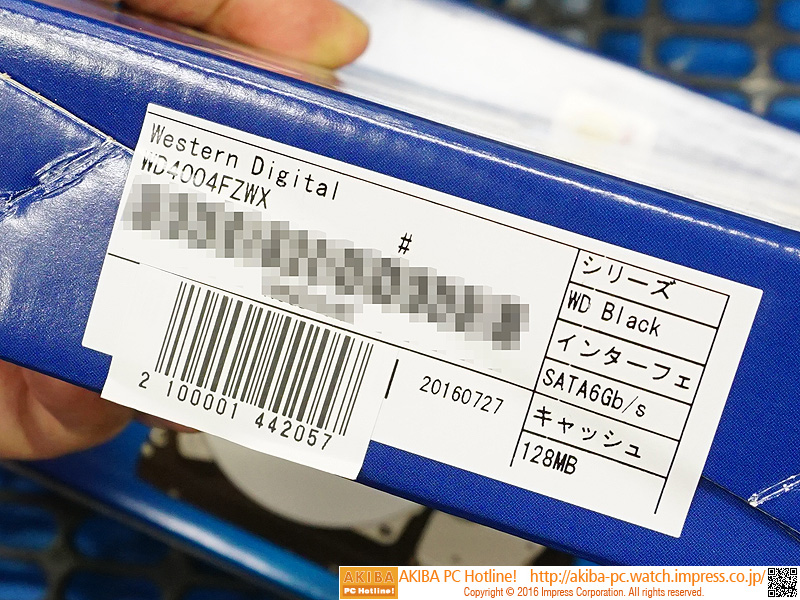 Western Digital
WD4004FZWX
#
2 100001 442057
20160727
シリーズ
WD Black
インターフェ
SATA6Gb/s
キャッシュ
128MB
AKIBA
PC Hotline!
AKIBA PC Hotline! http://akiba-pc.watch.impress.co.jp/
Copyright © 2016 Impress Corporation. All rights reserved.